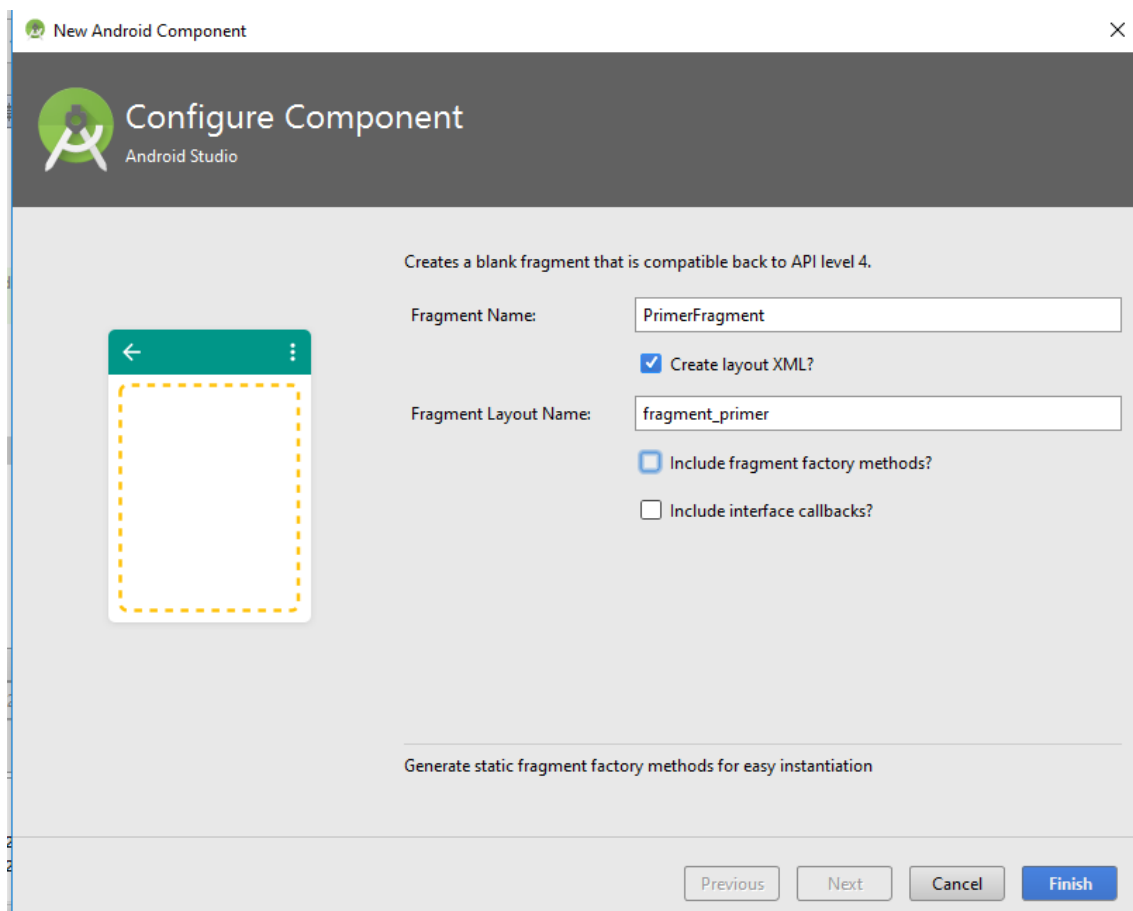 New Android Component
Configure Component
Android Studio
Creates a blank fragment that is compatible back to API level 4.
Fragment Name:
PrimerFragment
Create layout XML?
Fragment Layout Name:
fragment_primer
Include fragment factory methods?
Include interface callbacks?
Generate static fragment factory methods for easy instantiation
Previous
Next
Cancel
Finish